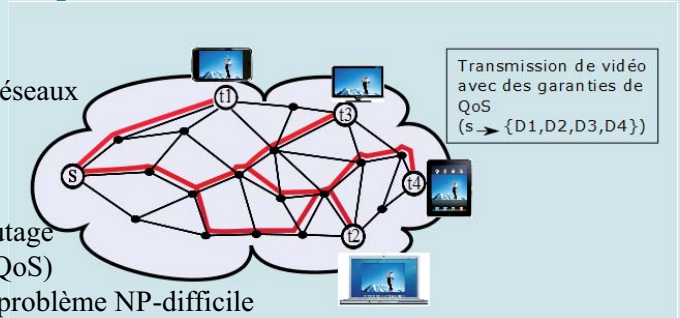 éseaux
utage
QoS)
problème NP-difficile
t1
t3
s
t4
t2
Transmission de vidéo
avec des garanties de
QoS
(s → {D1,D2,D3,D4})